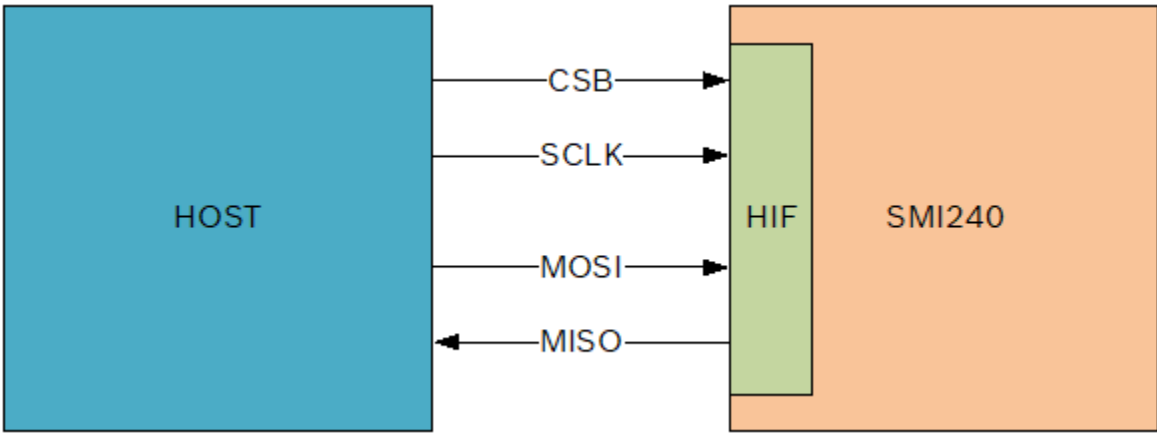 CSB
SCLK
HOST
HIF
SMI240
MOSI
MISO